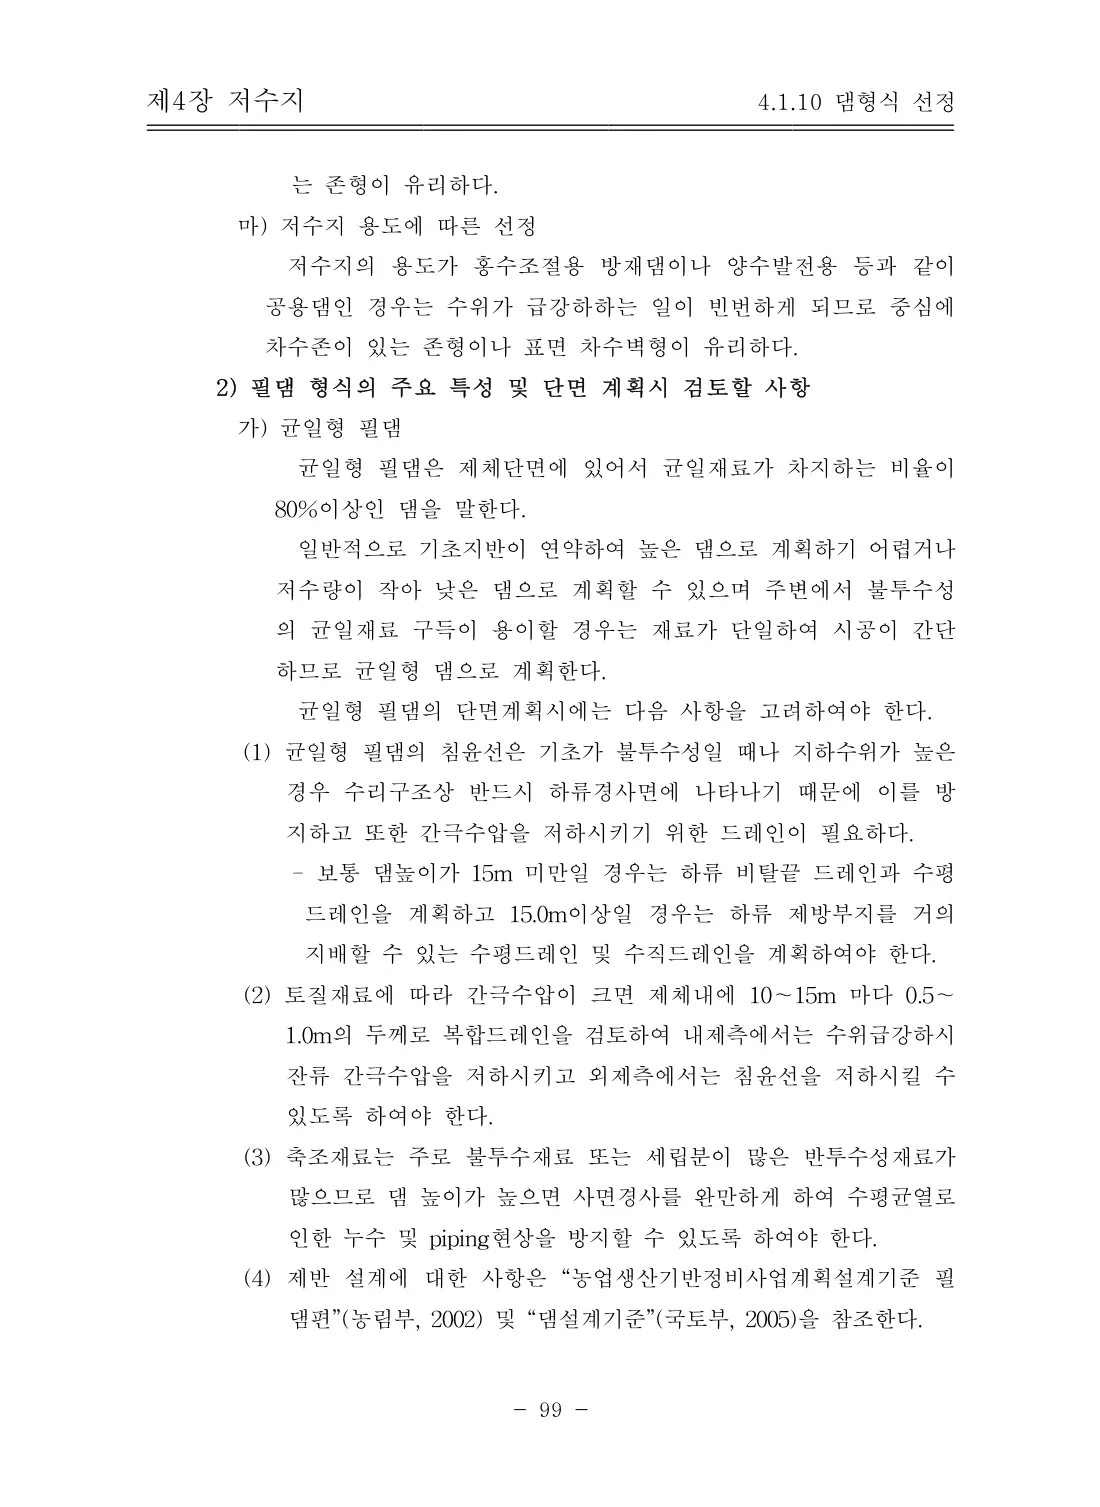 제4장 저수지
4.1.10 댐형식 선정
는 존형이 유리하다.
마) 저수지 용도에 따른 선정
저수지의 용도가 홍수조절용 방재댐이나 양수발전용 등과 같이
공용댐인 경우는 수위가 급강하하는 일이 빈번하게 되므로 중심에
차수존이 있는 존형이나 표면 차수벽형이 유리하다.
2) 필댐 형식의 주요 특성 및 단면 계획시 검토할 사항
가) 균일형 필댐
균일형 필댐은 제체단면에 있어서 균일재료가 차지하는 비율이
80%이상인 댐을 말한다.
일반적으로 기초지반이 연약하여 높은 댐으로 계획하기 어렵거나
저수량이 작아 낮은 댐으로 계획할 수 있으며 주변에서 불투수성
의 균일재료 구득이 용이할 경우는 재료가 단일하여 시공이 간단
하므로 균일형 댐으로 계획한다.
균일형 필댐의 단면계획시에는 다음 사항을 고려하여야 한다.
(1) 균일형 필댐의 침윤선은 기초가 불투수성일 때나 지하수위가 높은
경우 수리구조상 반드시 하류경사면에 나타나기 때문에 이를 방
지하고 또한 간극수압을 저하시키기 위한 드레인이 필요하다.
- 보통 댐높이가 15m 미만일 경우는 하류 비탈끝 드레인과 수평
드레인을 계획하고 15.0m이상일 경우는 하류 제방부지를 거의
지배할 수 있는 수평드레인 및 수직드레인을 계획하여야 한다.
(2) 토질재료에 따라 간극수압이 크면 제체내에 10~15m 마다 0.5~
1.0m의 두께로 복합드레인을 검토하여 내제측에서는 수위급강하시
잔류 간극수압을 저하시키고 외제측에서는 침윤선을 저하시킬 수
있도록 하여야 한다.
(3) 축조재료는 주로 불투수재료 또는 세립분이 많은 반투수성재료가
많으므로 댐 높이가 높으면 사면경사를 완만하게 하여 수평균열로
인한 누수 및 piping현상을 방지할 수 있도록 하여야 한다.
(4) 제반 설계에 대한 사항은 “농업생산기반정비사업계획설계기준 필
댐편”(농림부, 2002) 및 “댐설계기준”(국토부, 2005)을 참조한다.
- 99 -